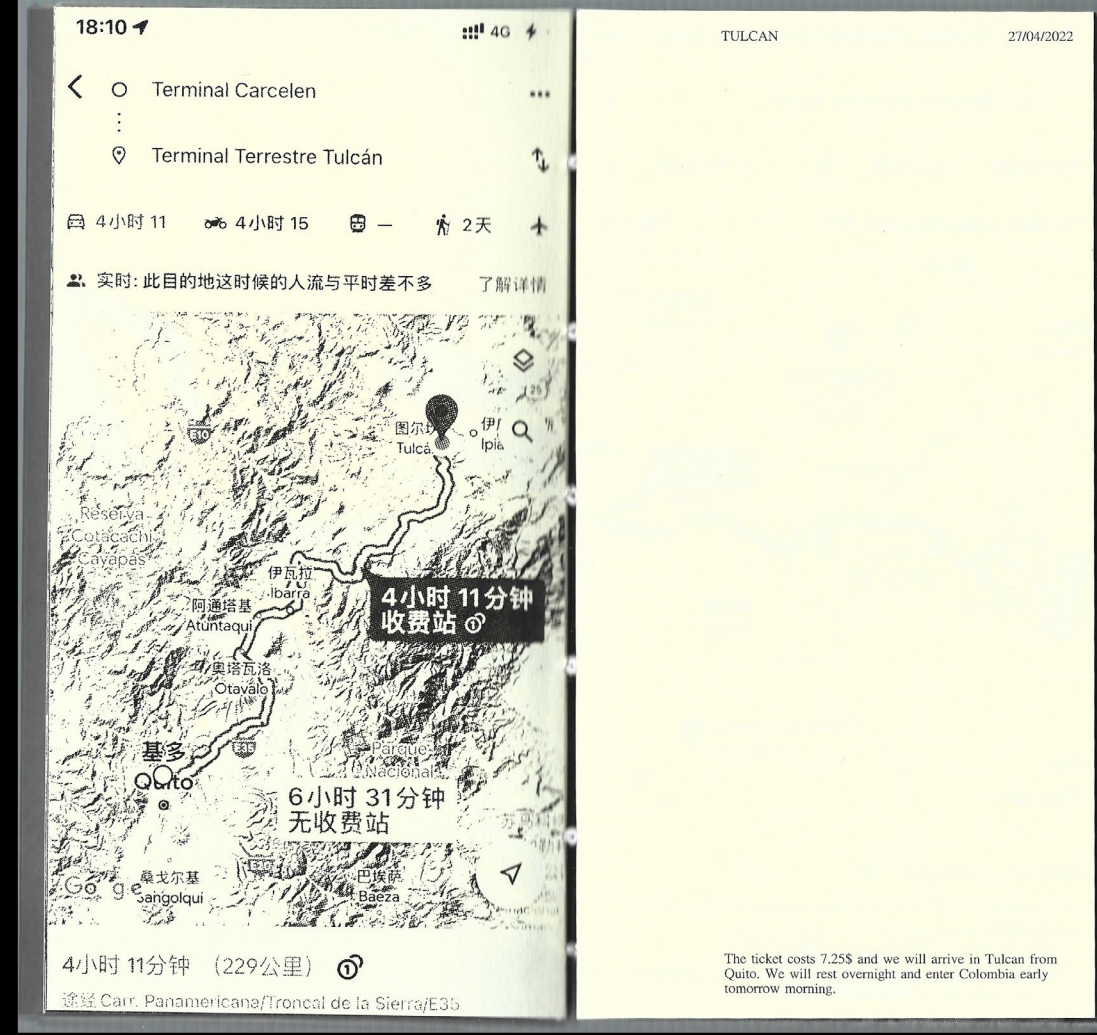 18:10
4G
Terminal Carcelen
Terminal Terrestre Tulcán
4小时 11
4小时 15
—
2天
实时: 此目的地这时候的人流与平时差不多
了解详情
25
E10
图尔坎
Tulcá
伊
Ipia
Reserva
Cotacachi
Cayapas
伊瓦拉
Ibarra
4小时 11分钟
收费站
阿通塔基
Atuntaqui
奥塔瓦洛
Otavalo
E35
基多
Quito
Parque
Nacional
6小时 31分钟
无收费站
桑戈尔基
Sangolqui
巴埃萨
Baeza
Google
4小时 11分钟 (229公里)
途经 Carr. Panamericana/Troncal de la Sierra/E35
TULCAN
27/04/2022
The ticket costs 7.25$ and we will arrive in Tulcan from
Quito. We will rest overnight and enter Colombia early
tomorrow morning.